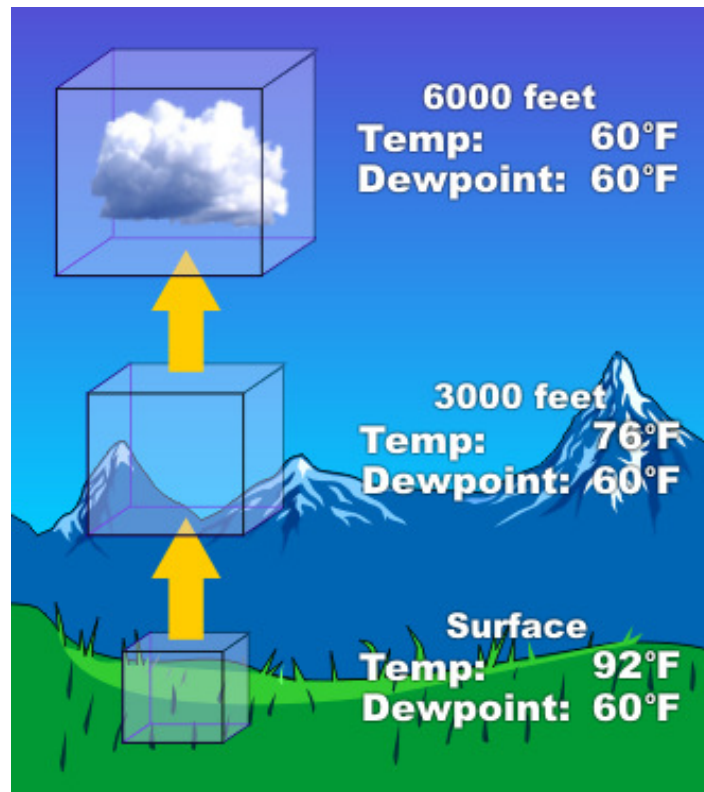 6000 feet
Temp: 60°F
Dewpoint: 60°F
3000 feet
Temp: 76°F
Dewpoint: 60°F
Surface
Temp: 92°F
Dewpoint: 60°F